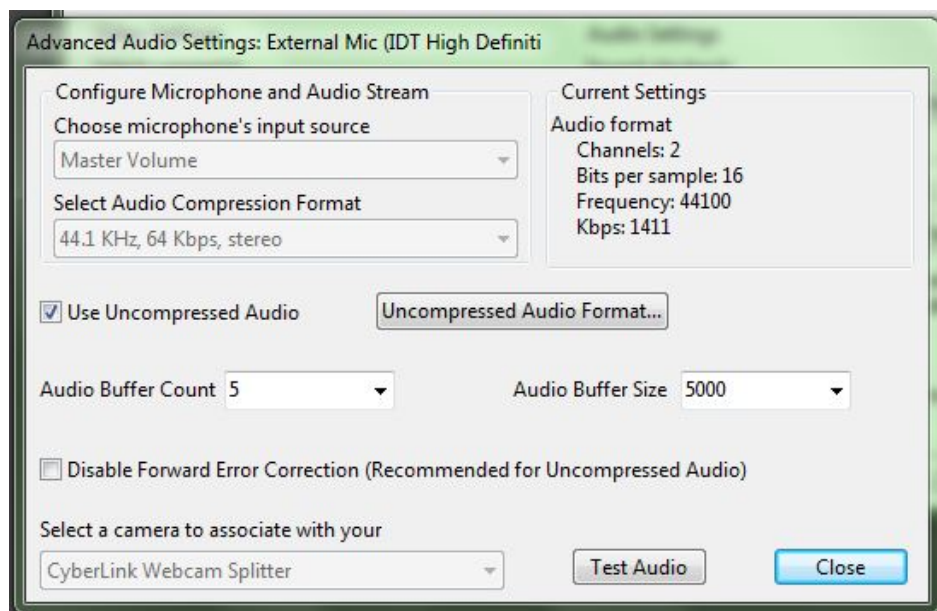 Advanced Audio Settings: External Mic (IDT High Definiti
Configure Microphone and Audio Stream
Choose microphone's input source
Master Volume
Select Audio Compression Format
44.1 KHz, 64 Kbps, stereo
Current Settings
Audio format
Channels: 2
Bits per sample: 16
Frequency: 44100
Kbps: 1411
Use Uncompressed Audio
Uncompressed Audio Format...
Audio Buffer Count 5
Audio Buffer Size 5000
Disable Forward Error Correction (Recommended for Uncompressed Audio)
Select a camera to associate with your
CyberLink Webcam Splitter
Test Audio
Close